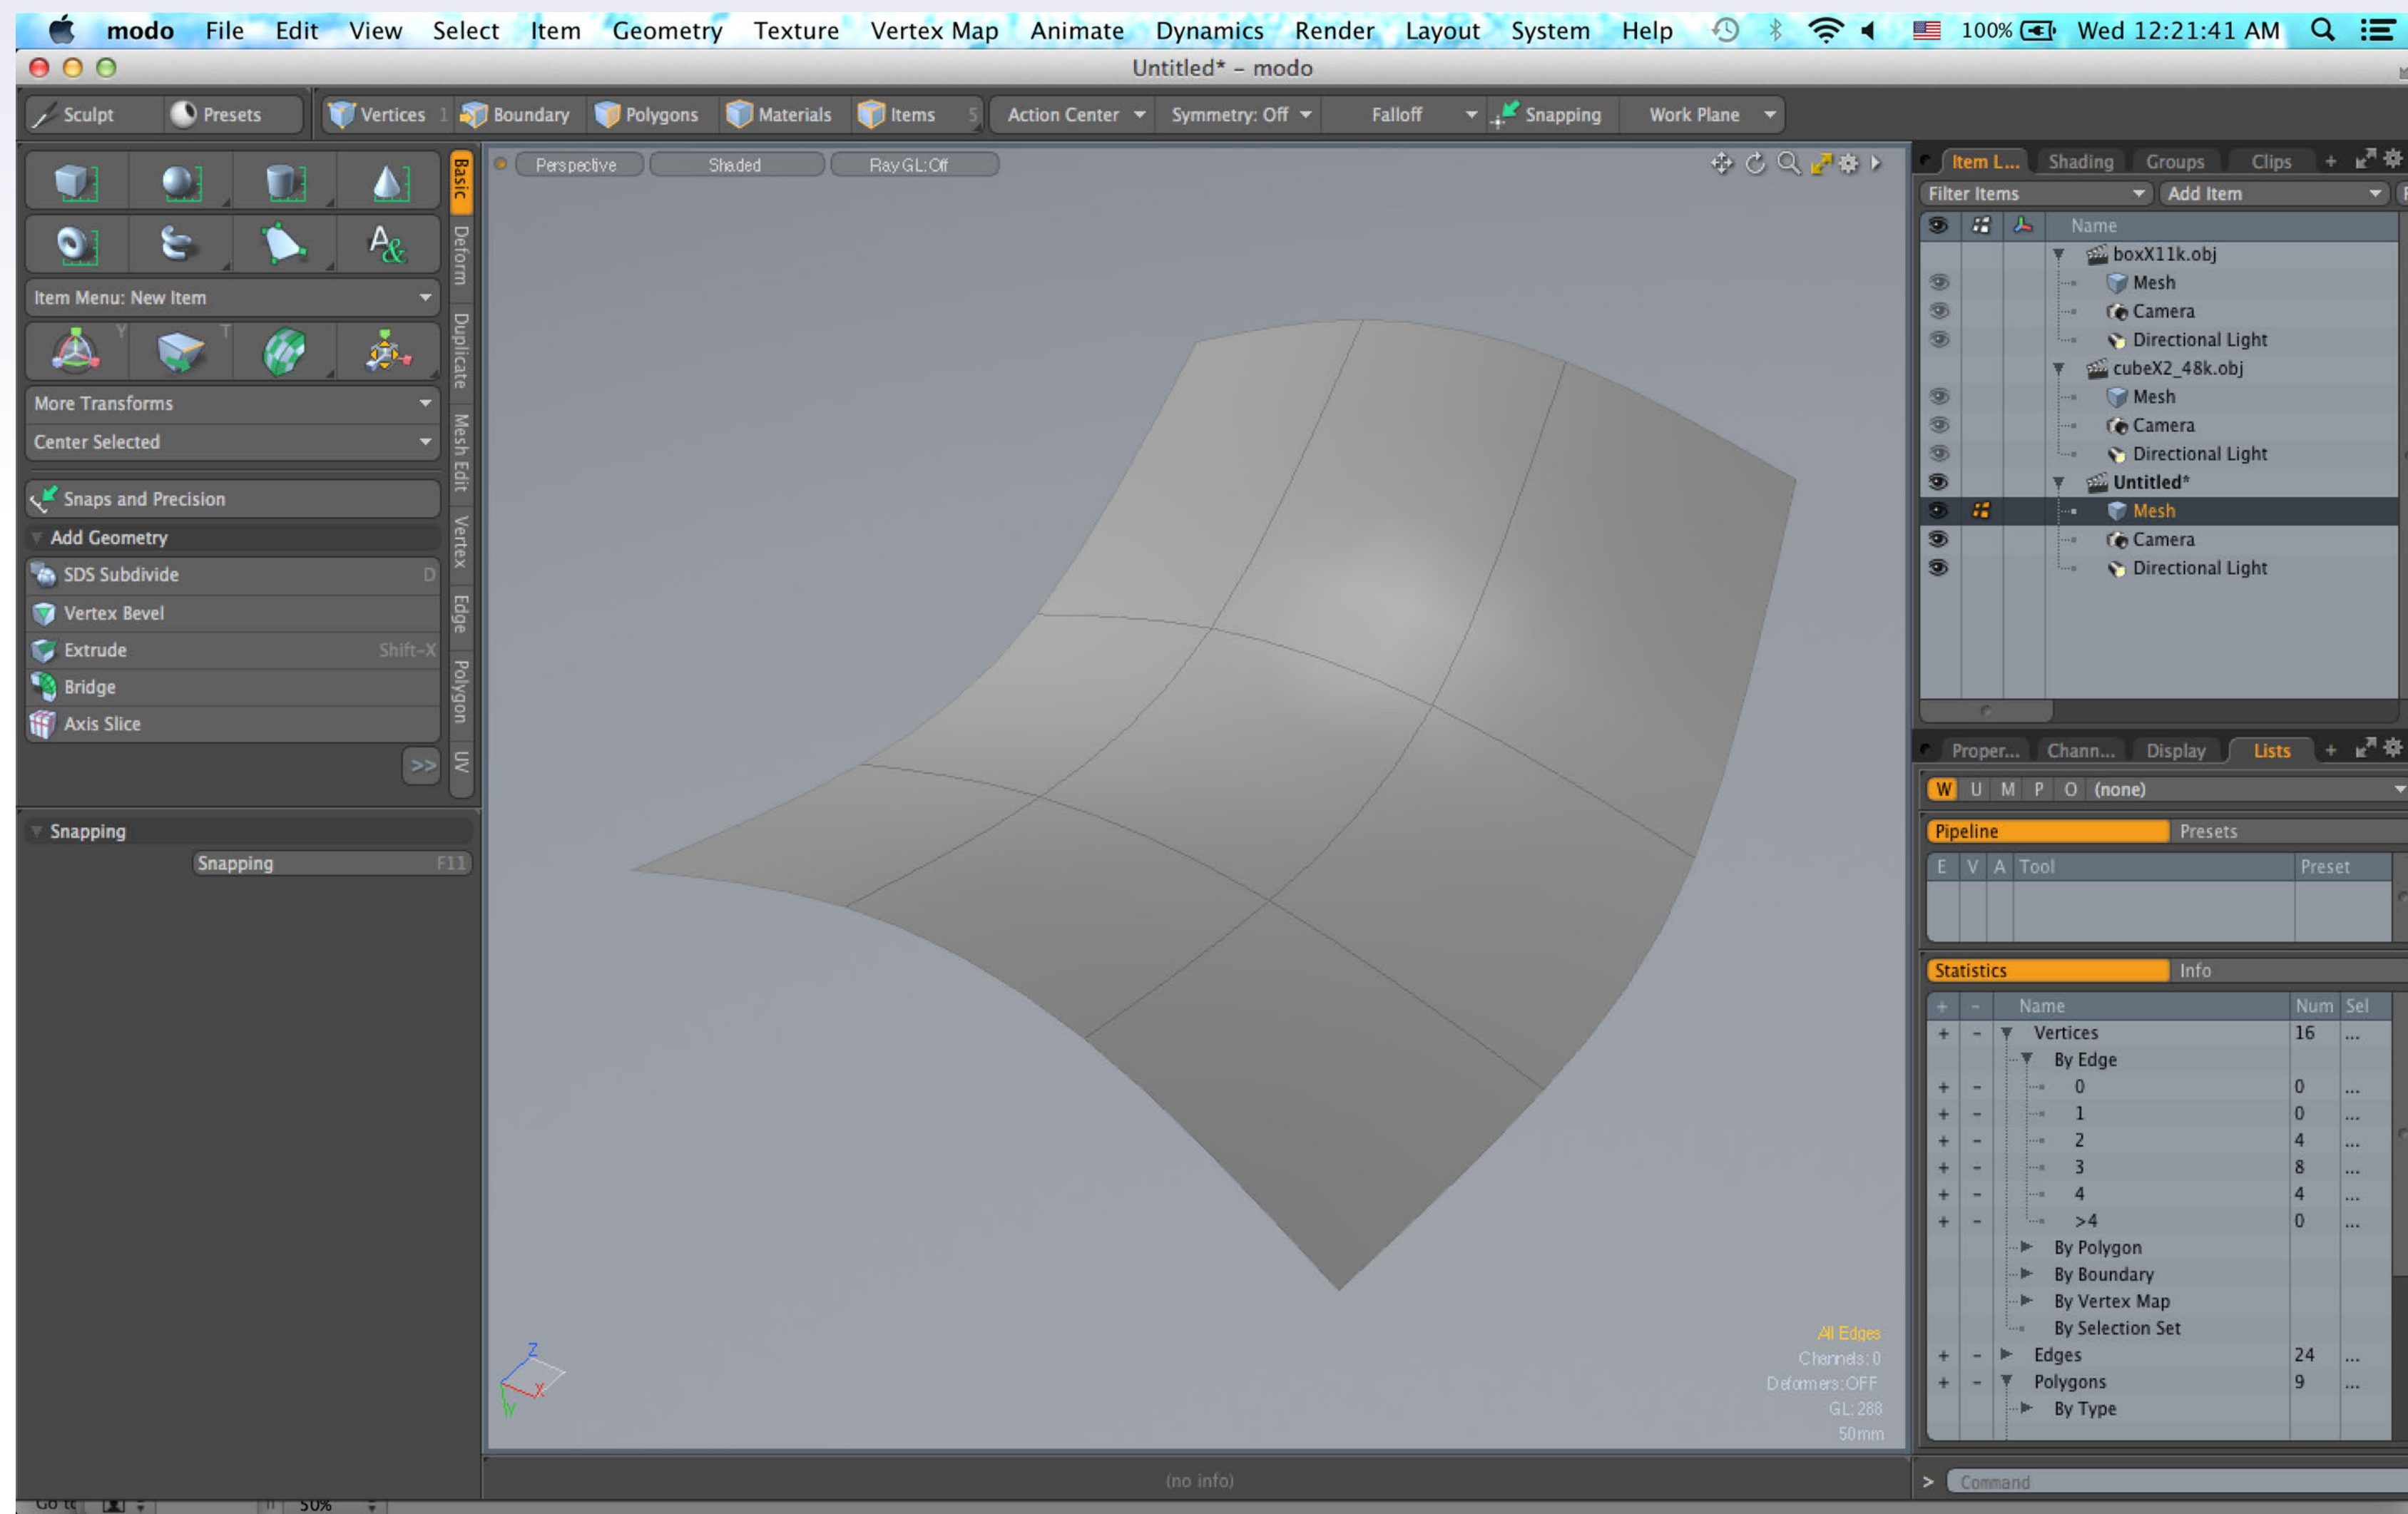 modo File Edit View Select Item Geometry Texture Vertex Map Animate Dynamics Render Layout System Help 100% Wed 12:21:41 AM
Untitled* – modo
Sculpt Presets Vertices 1 Boundary Polygons Materials Items 5 Action Center Symmetry: Off Falloff Snapping Work Plane
Basic
Deform
Duplicate
Mesh Edit
Vertex
Edge
Polygon
UV
Item Menu: New Item
Y T
More Transforms
Center Selected
Snaps and Precision
Add Geometry
SDS Subdivide D
Vertex Bevel
Extrude Shift-X
Bridge
Axis Slice
>>
Snapping
Snapping F11
Perspective Shaded Ray GL: Off
Z
X
Y
All Edges
Channels: 0
Deformers: OFF
GL: 288
50 mm
(no info)
Item L... Shading Groups Clips +
Filter Items Add Item
Name
boxX11k.obj
Mesh
Camera
Directional Light
cubeX2_48k.obj
Mesh
Camera
Directional Light
Untitled*
Mesh
Camera
Directional Light
Proper... Chann... Display Lists +
W U M P O (none)
Pipeline Presets
E V A Tool Preset
Statistics Info
+ - Name Num Sel
+ - Vertices 16 ...
By Edge
+ - 0 0 ...
+ - 1 0 ...
+ - 2 4 ...
+ - 3 8 ...
+ - 4 4 ...
+ - >4 0 ...
By Polygon
By Boundary
By Vertex Map
By Selection Set
+ - Edges 24 ...
+ - Polygons 9 ...
By Type
> Command
50%